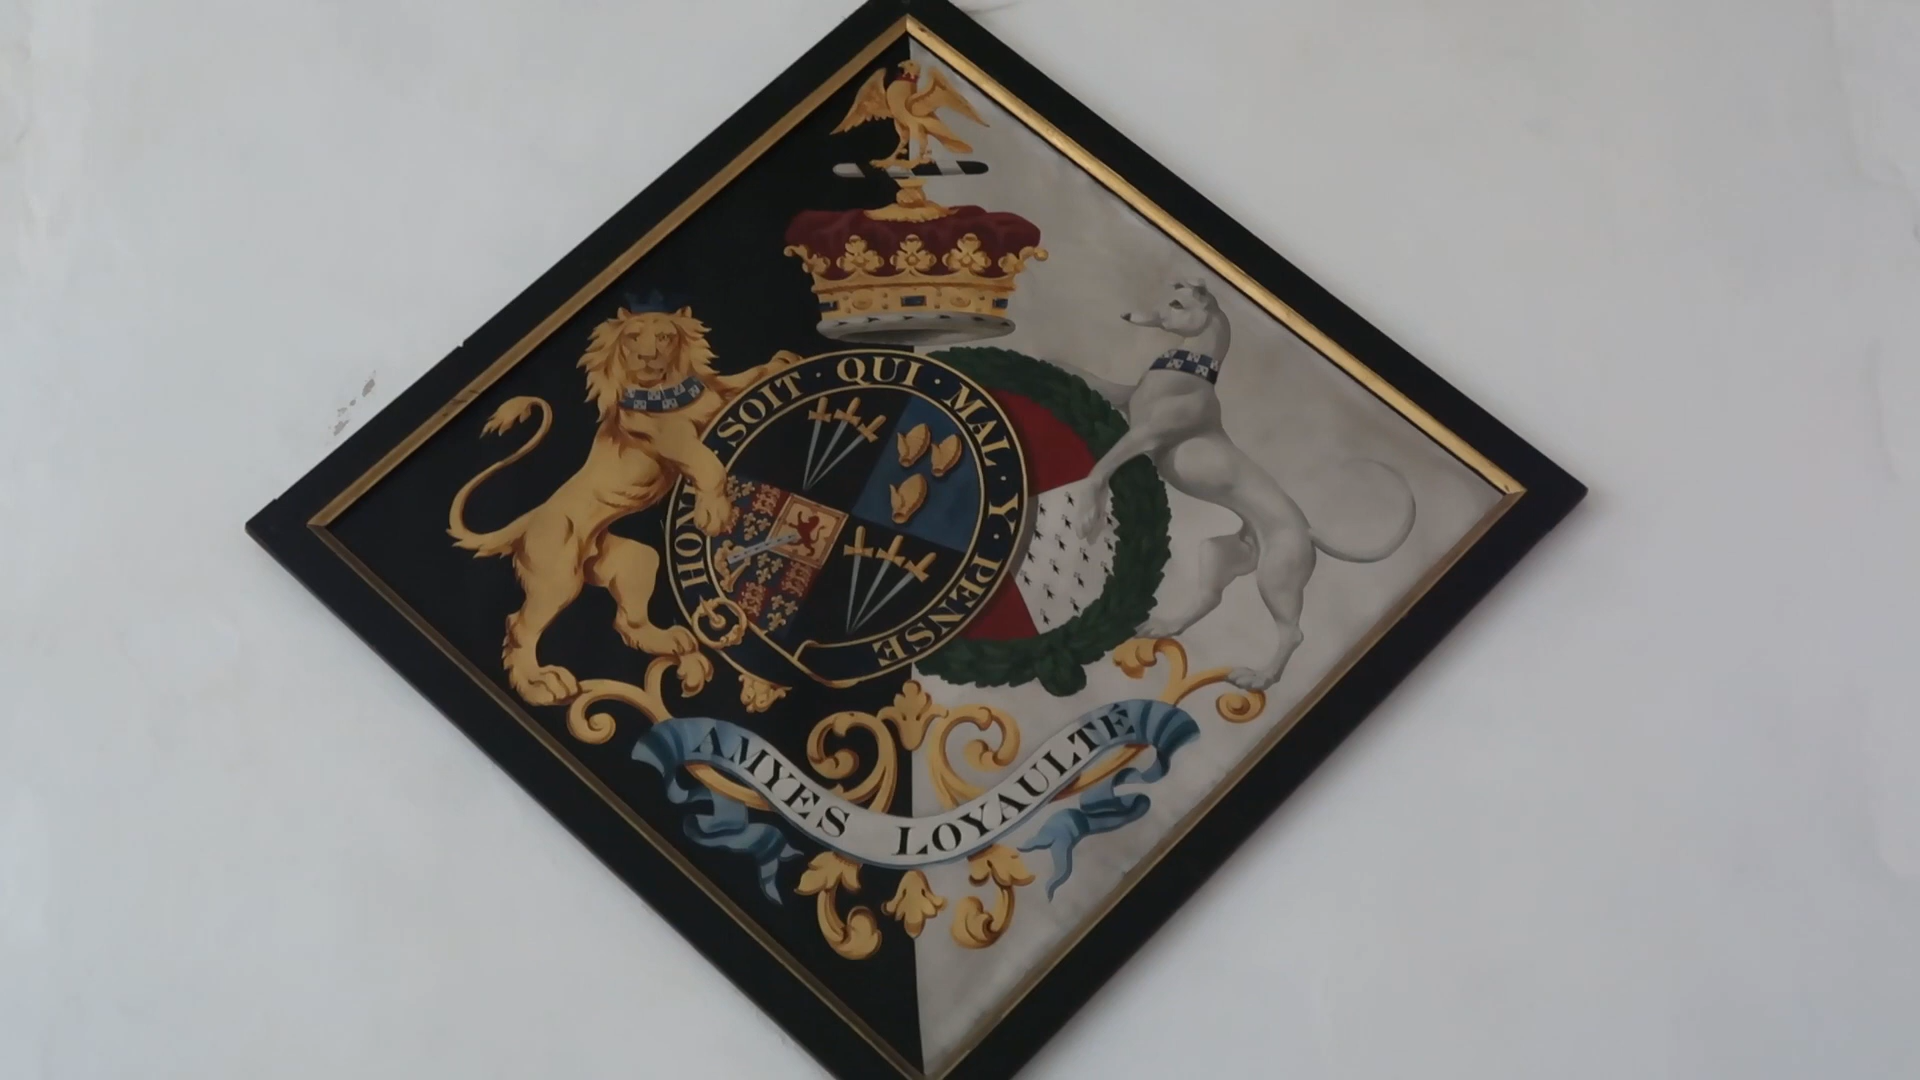 HONI · SOIT · QUI · MAL · Y · PENSE
AMYES LOYAULTÉ